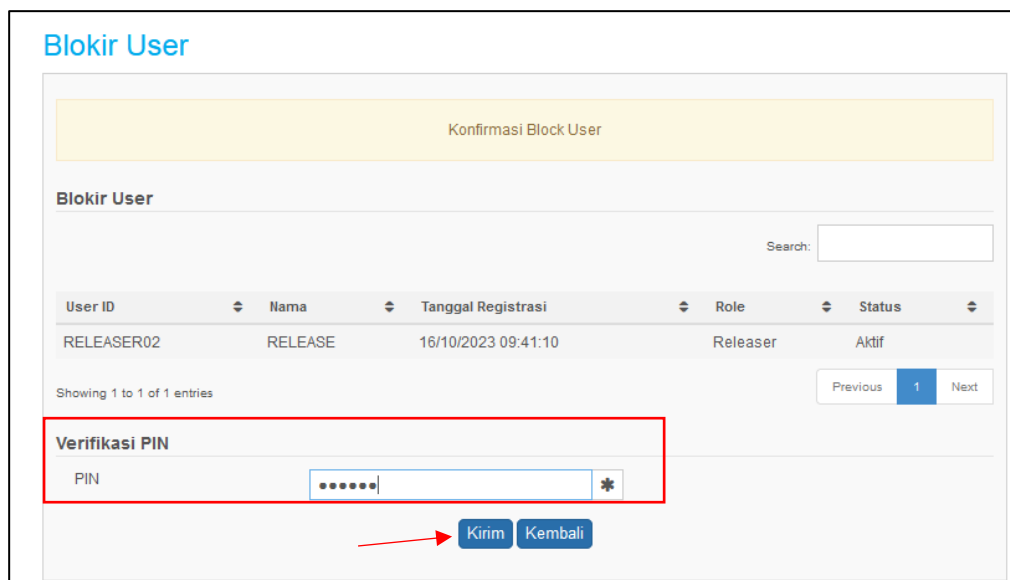 Blokir User
Konfirmasi Block User
Blokir User
Search:
User ID Nama Tanggal Registrasi Role Status
RELEASER02 RELEASE 16/10/2023 09:41:10 Releaser Aktif
Showing 1 to 1 of 1 entries Previous 1 Next
Verifikasi PIN
PIN ●●●●●● ✱
Kirim Kembali